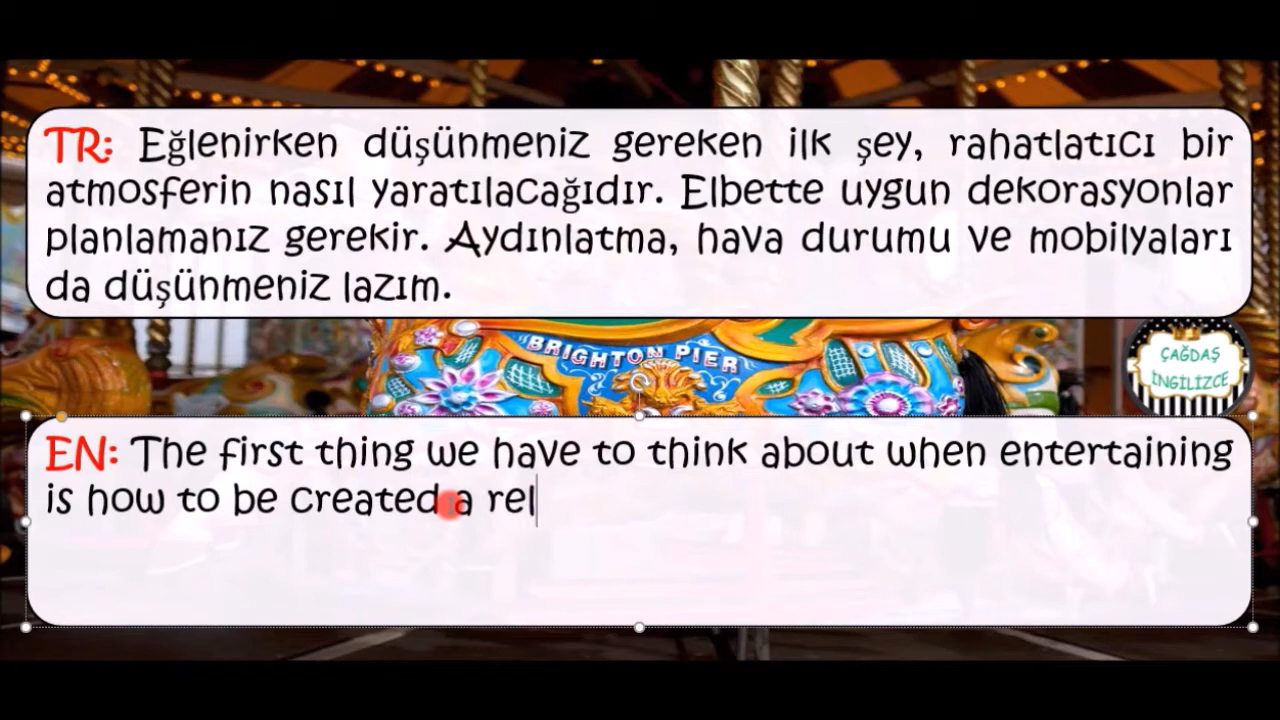 TR: Eğlenirken düşünmeniz gereken ilk şey, rahatlatıcı bir
atmosferin nasıl yaratılacağıdır. Elbette uygun dekorasyonlar
planlamanız gerekir. Aydınlatma, hava durumu ve mobilyaları
da düşünmeniz lazım.
BRIGHTON PIER
ÇAĞDAŞ
İNGİLİZCE
EN: The first thing we have to think about when entertaining
is how to be created a rel